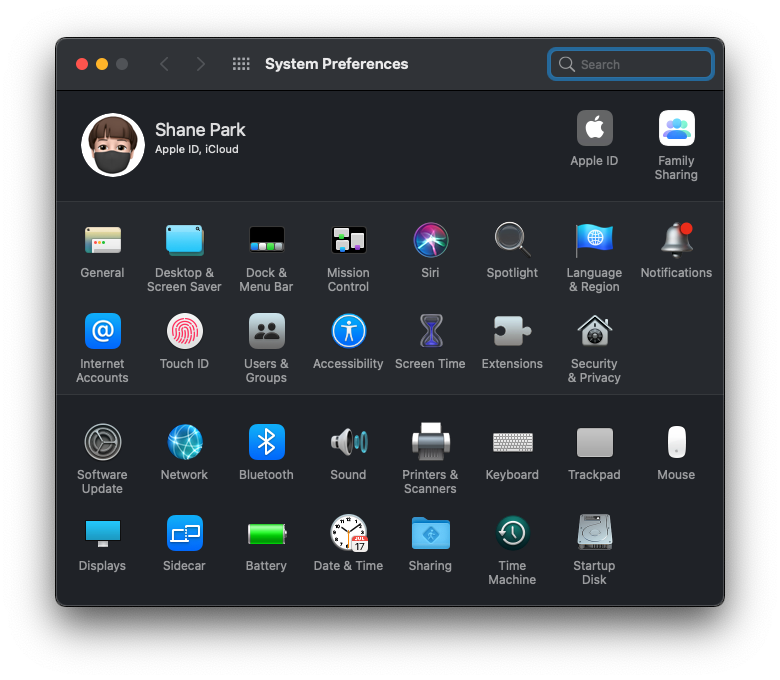 System Preferences
Search
Shane Park
Apple ID, iCloud
Apple ID
Family
Sharing
General
Desktop &
Screen Saver
Dock &
Menu Bar
Mission
Control
Siri
Spotlight
Language
& Region
Notifications
@
Internet
Accounts
Touch ID
Users &
Groups
Accessibility
Screen Time
Extensions
Security
& Privacy
Software
Update
Network
Bluetooth
Sound
Printers &
Scanners
Keyboard
Trackpad
Mouse
Displays
Sidecar
Battery
JUL
17
Date & Time
Sharing
Time
Machine
Startup
Disk